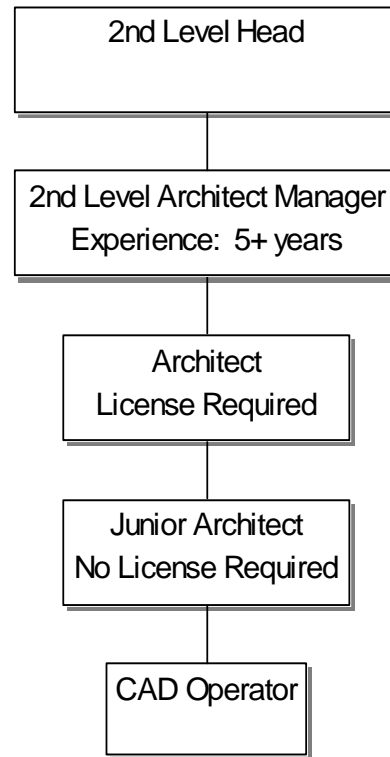 2nd Level Head
2nd Level Architect Manager
Experience: 5+ years
Architect
License Required
Junior Architect
No License Required
CAD Operator